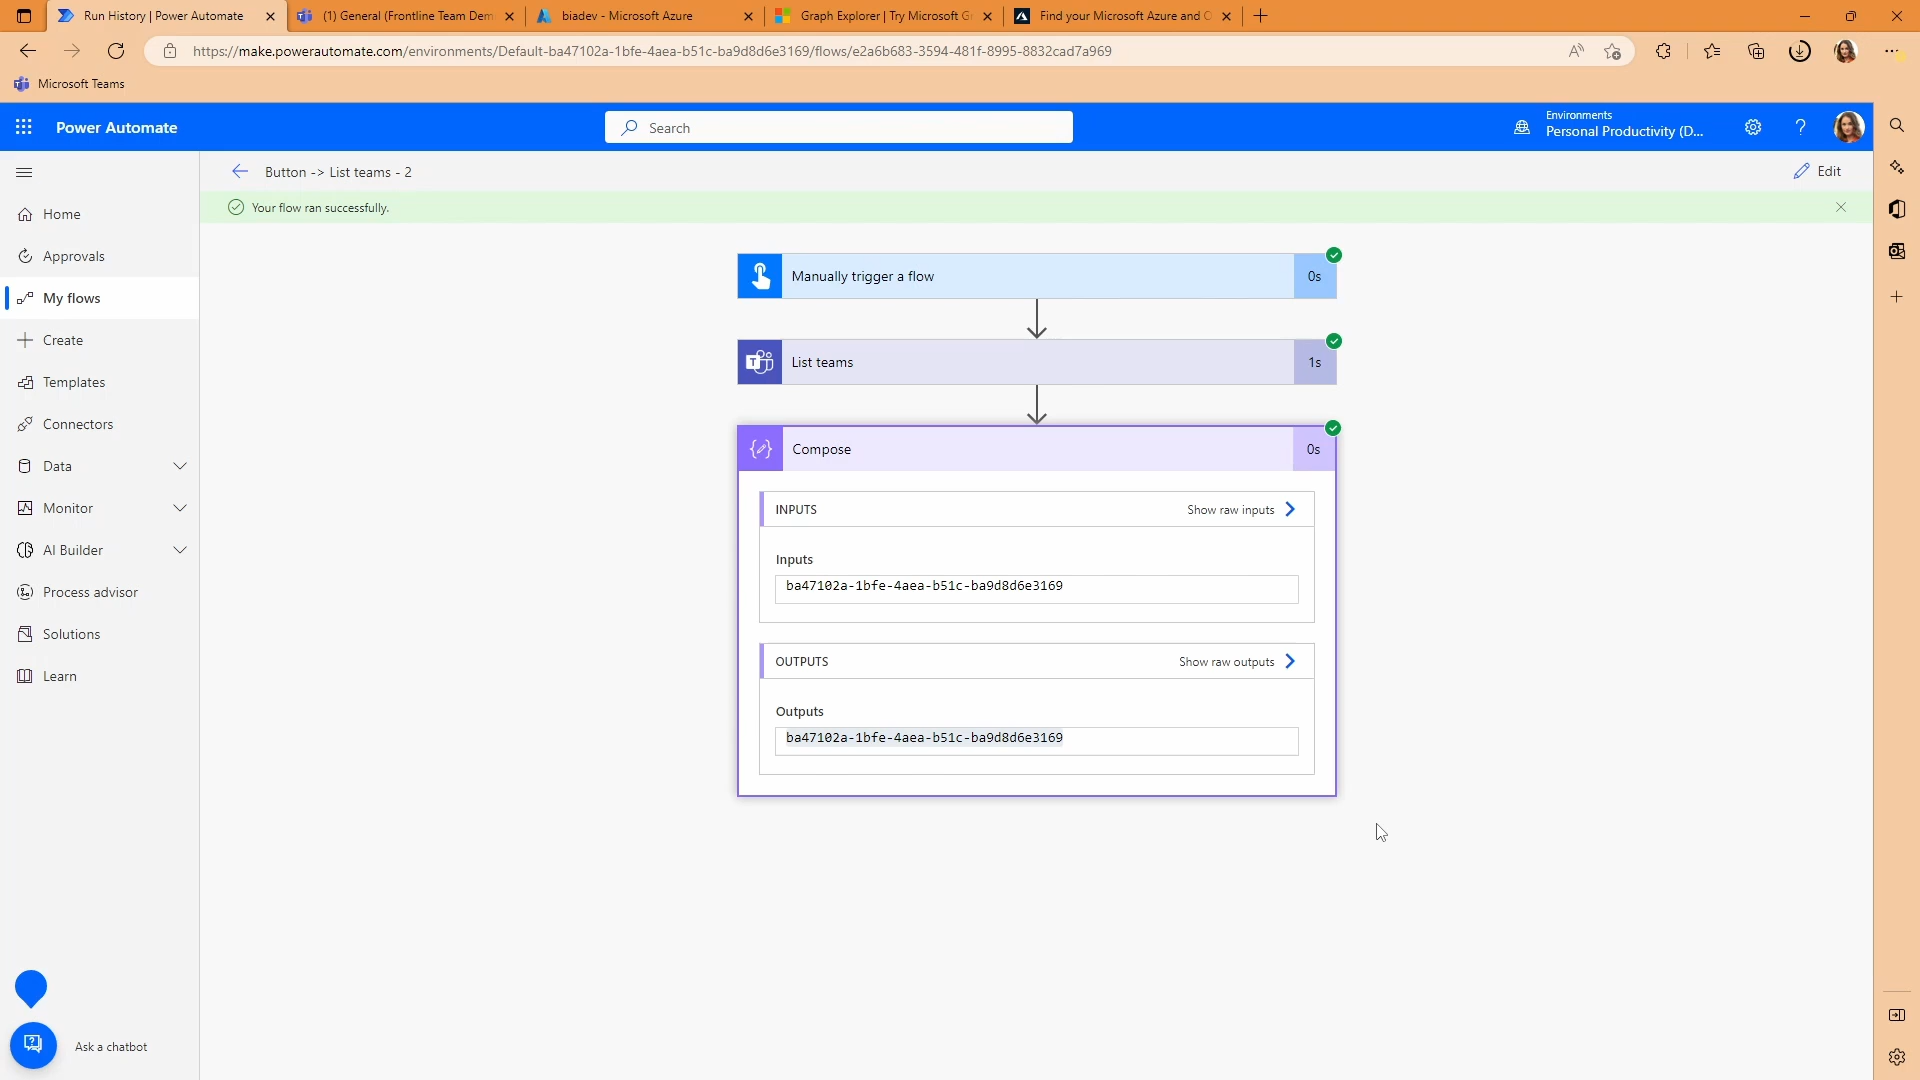 Run History | Power Automate
(1) General (Frontline Team Dem
biadev - Microsoft Azure
Graph Explorer | Try Microsoft G
Find your Microsoft Azure and O
https://make.powerautomate.com/environments/Default-ba47102a-1bfe-4aea-b51c-ba9d8d6e3169/flows/e2a6b683-3594-481f-8995-8832cad7a969
Microsoft Teams
Power Automate
Search
Environments
Personal Productivity (D...
Button -> List teams - 2
Edit
Your flow ran successfully.
Home
Approvals
My flows
Create
Templates
Connectors
Data
Monitor
AI Builder
Process advisor
Solutions
Learn
Ask a chatbot
Manually trigger a flow
0s
List teams
1s
Compose
0s
INPUTS
Show raw inputs
Inputs
ba47102a-1bfe-4aea-b51c-ba9d8d6e3169
OUTPUTS
Show raw outputs
Outputs
ba47102a-1bfe-4aea-b51c-ba9d8d6e3169